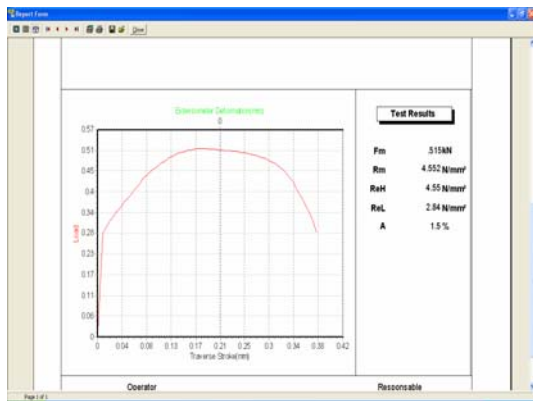 Report Form
Close
Extensometer Deformation(mm)
0
0.57
0.51
0.45
0.4
0.34
0.28
0.23
0.17
0.11
0.06
0
Load
0 0.04 0.08 0.13 0.17 0.21 0.25 0.3 0.34 0.38 0.42
Traverse Stroke(mm)
Test Results
Fm .515kN
Rm 4.552 N/mm²
ReH 4.55 N/mm²
ReL 2.84 N/mm²
A 1.5 %
Operator Responsable
Page 1 of 1